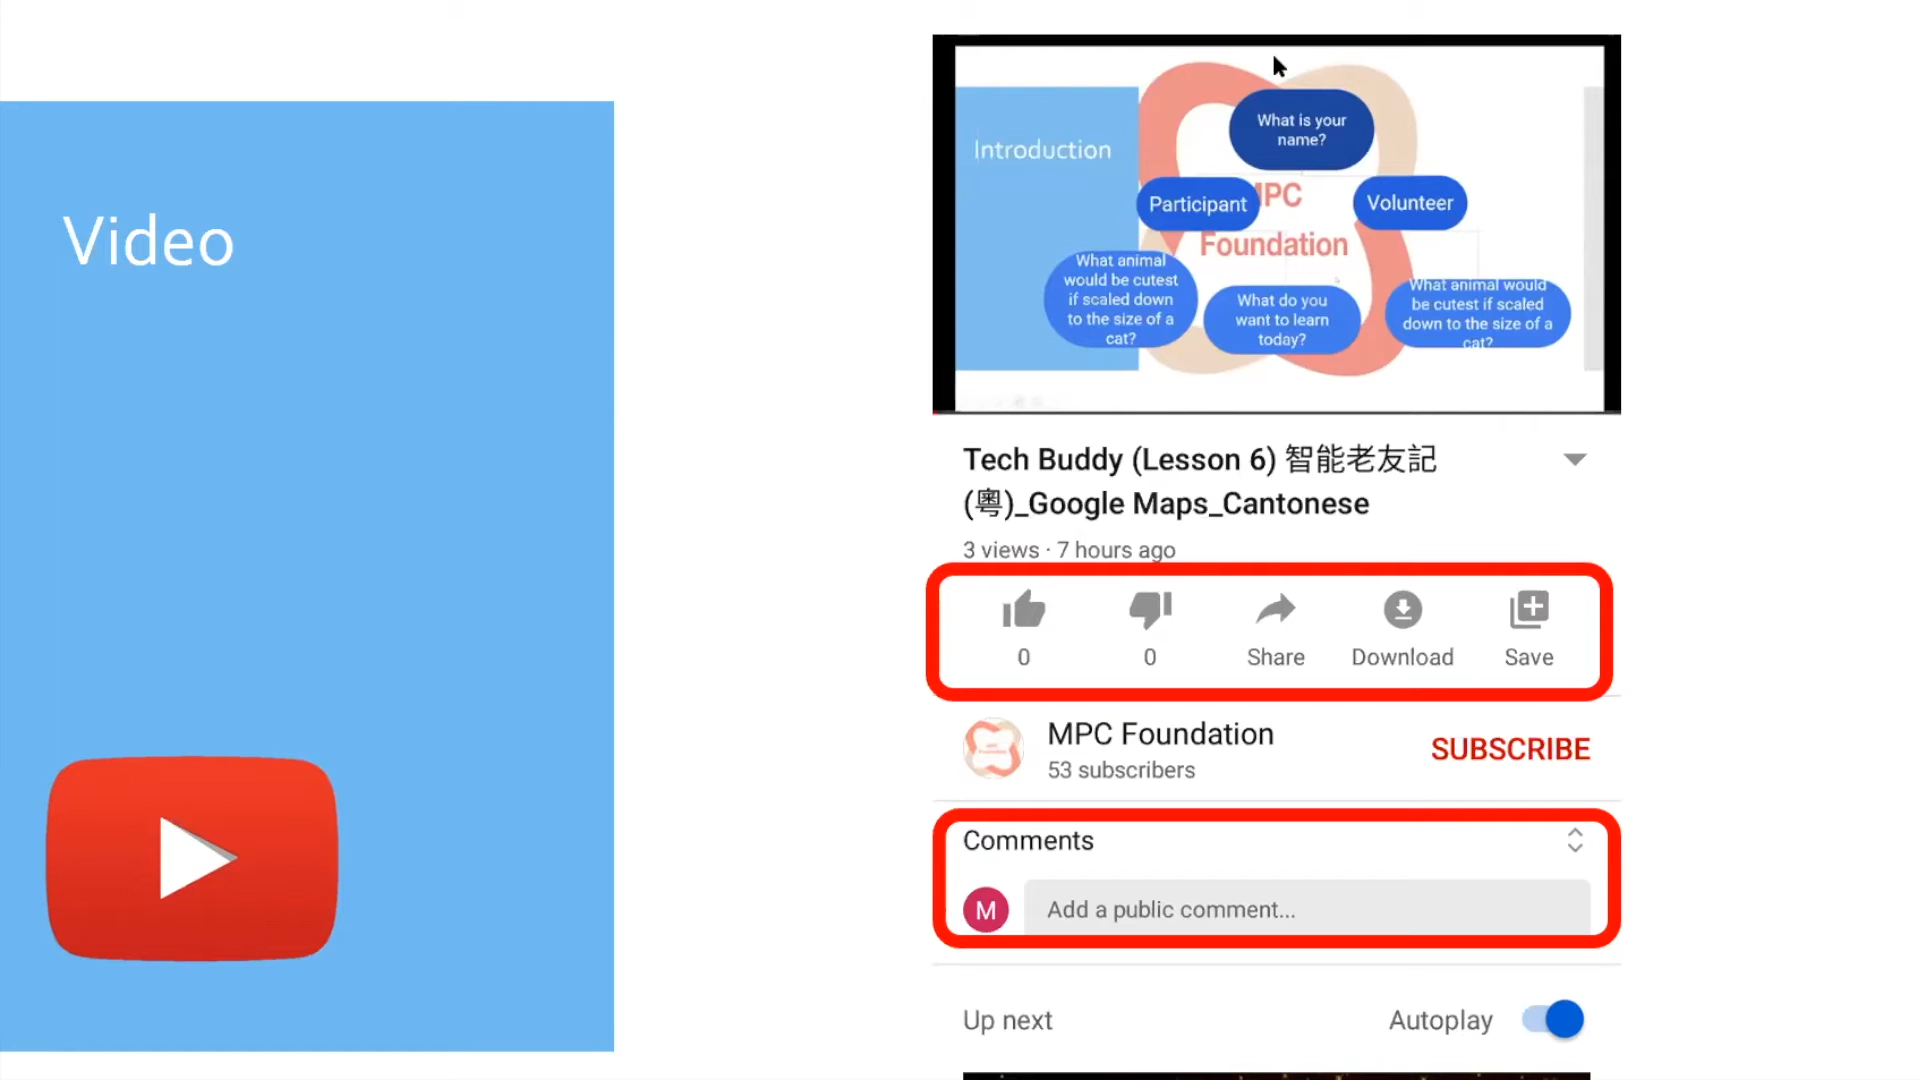 Video
Introduction
What is your
name?
Participant
MPC
Volunteer
Foundation
What animal
would be cutest
if scaled down
to the size of a
cat?
What do you
want to learn
today?
What animal would
be cutest if scaled
down to the size of a
cat?
Tech Buddy (Lesson 6) 智能老友記
(粵)_Google Maps_Cantonese
3 views · 7 hours ago
0
0
Share
Download
Save
MPC Foundation
53 subscribers
SUBSCRIBE
Comments
M
Add a public comment...
Up next
Autoplay